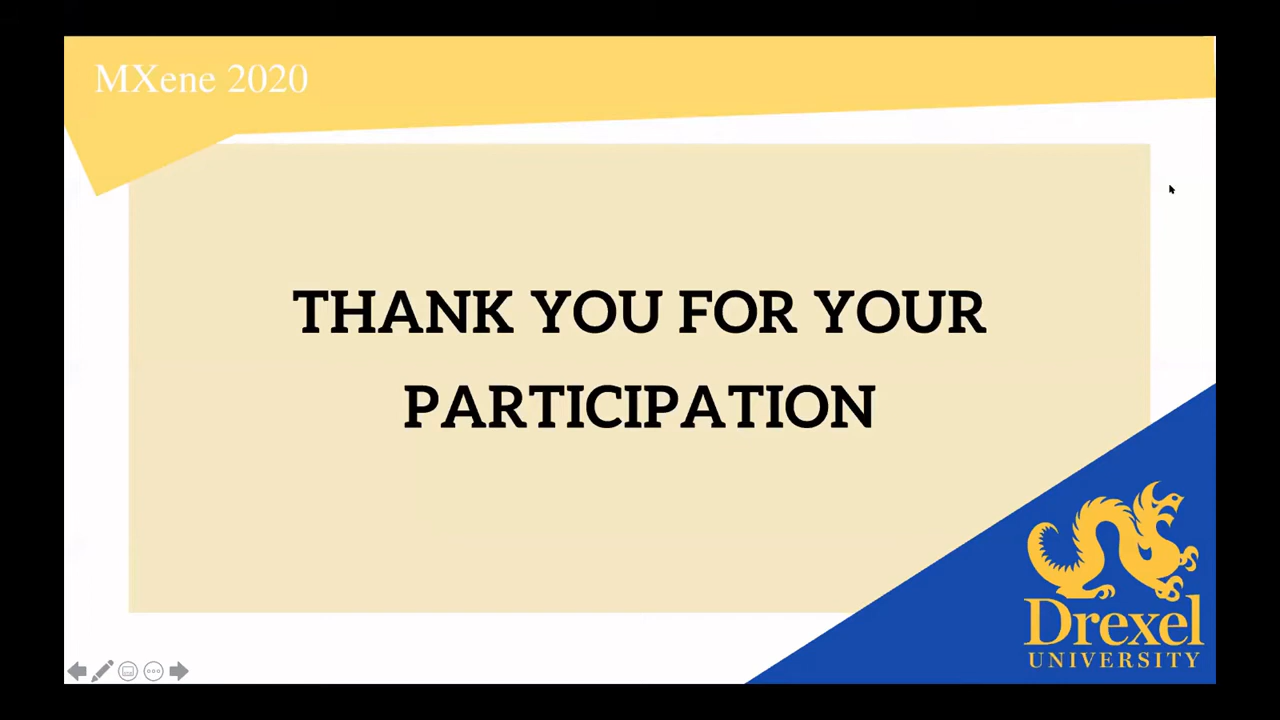 MXene 2020
THANK YOU FOR YOUR
PARTICIPATION
Drexel
UNIVERSITY